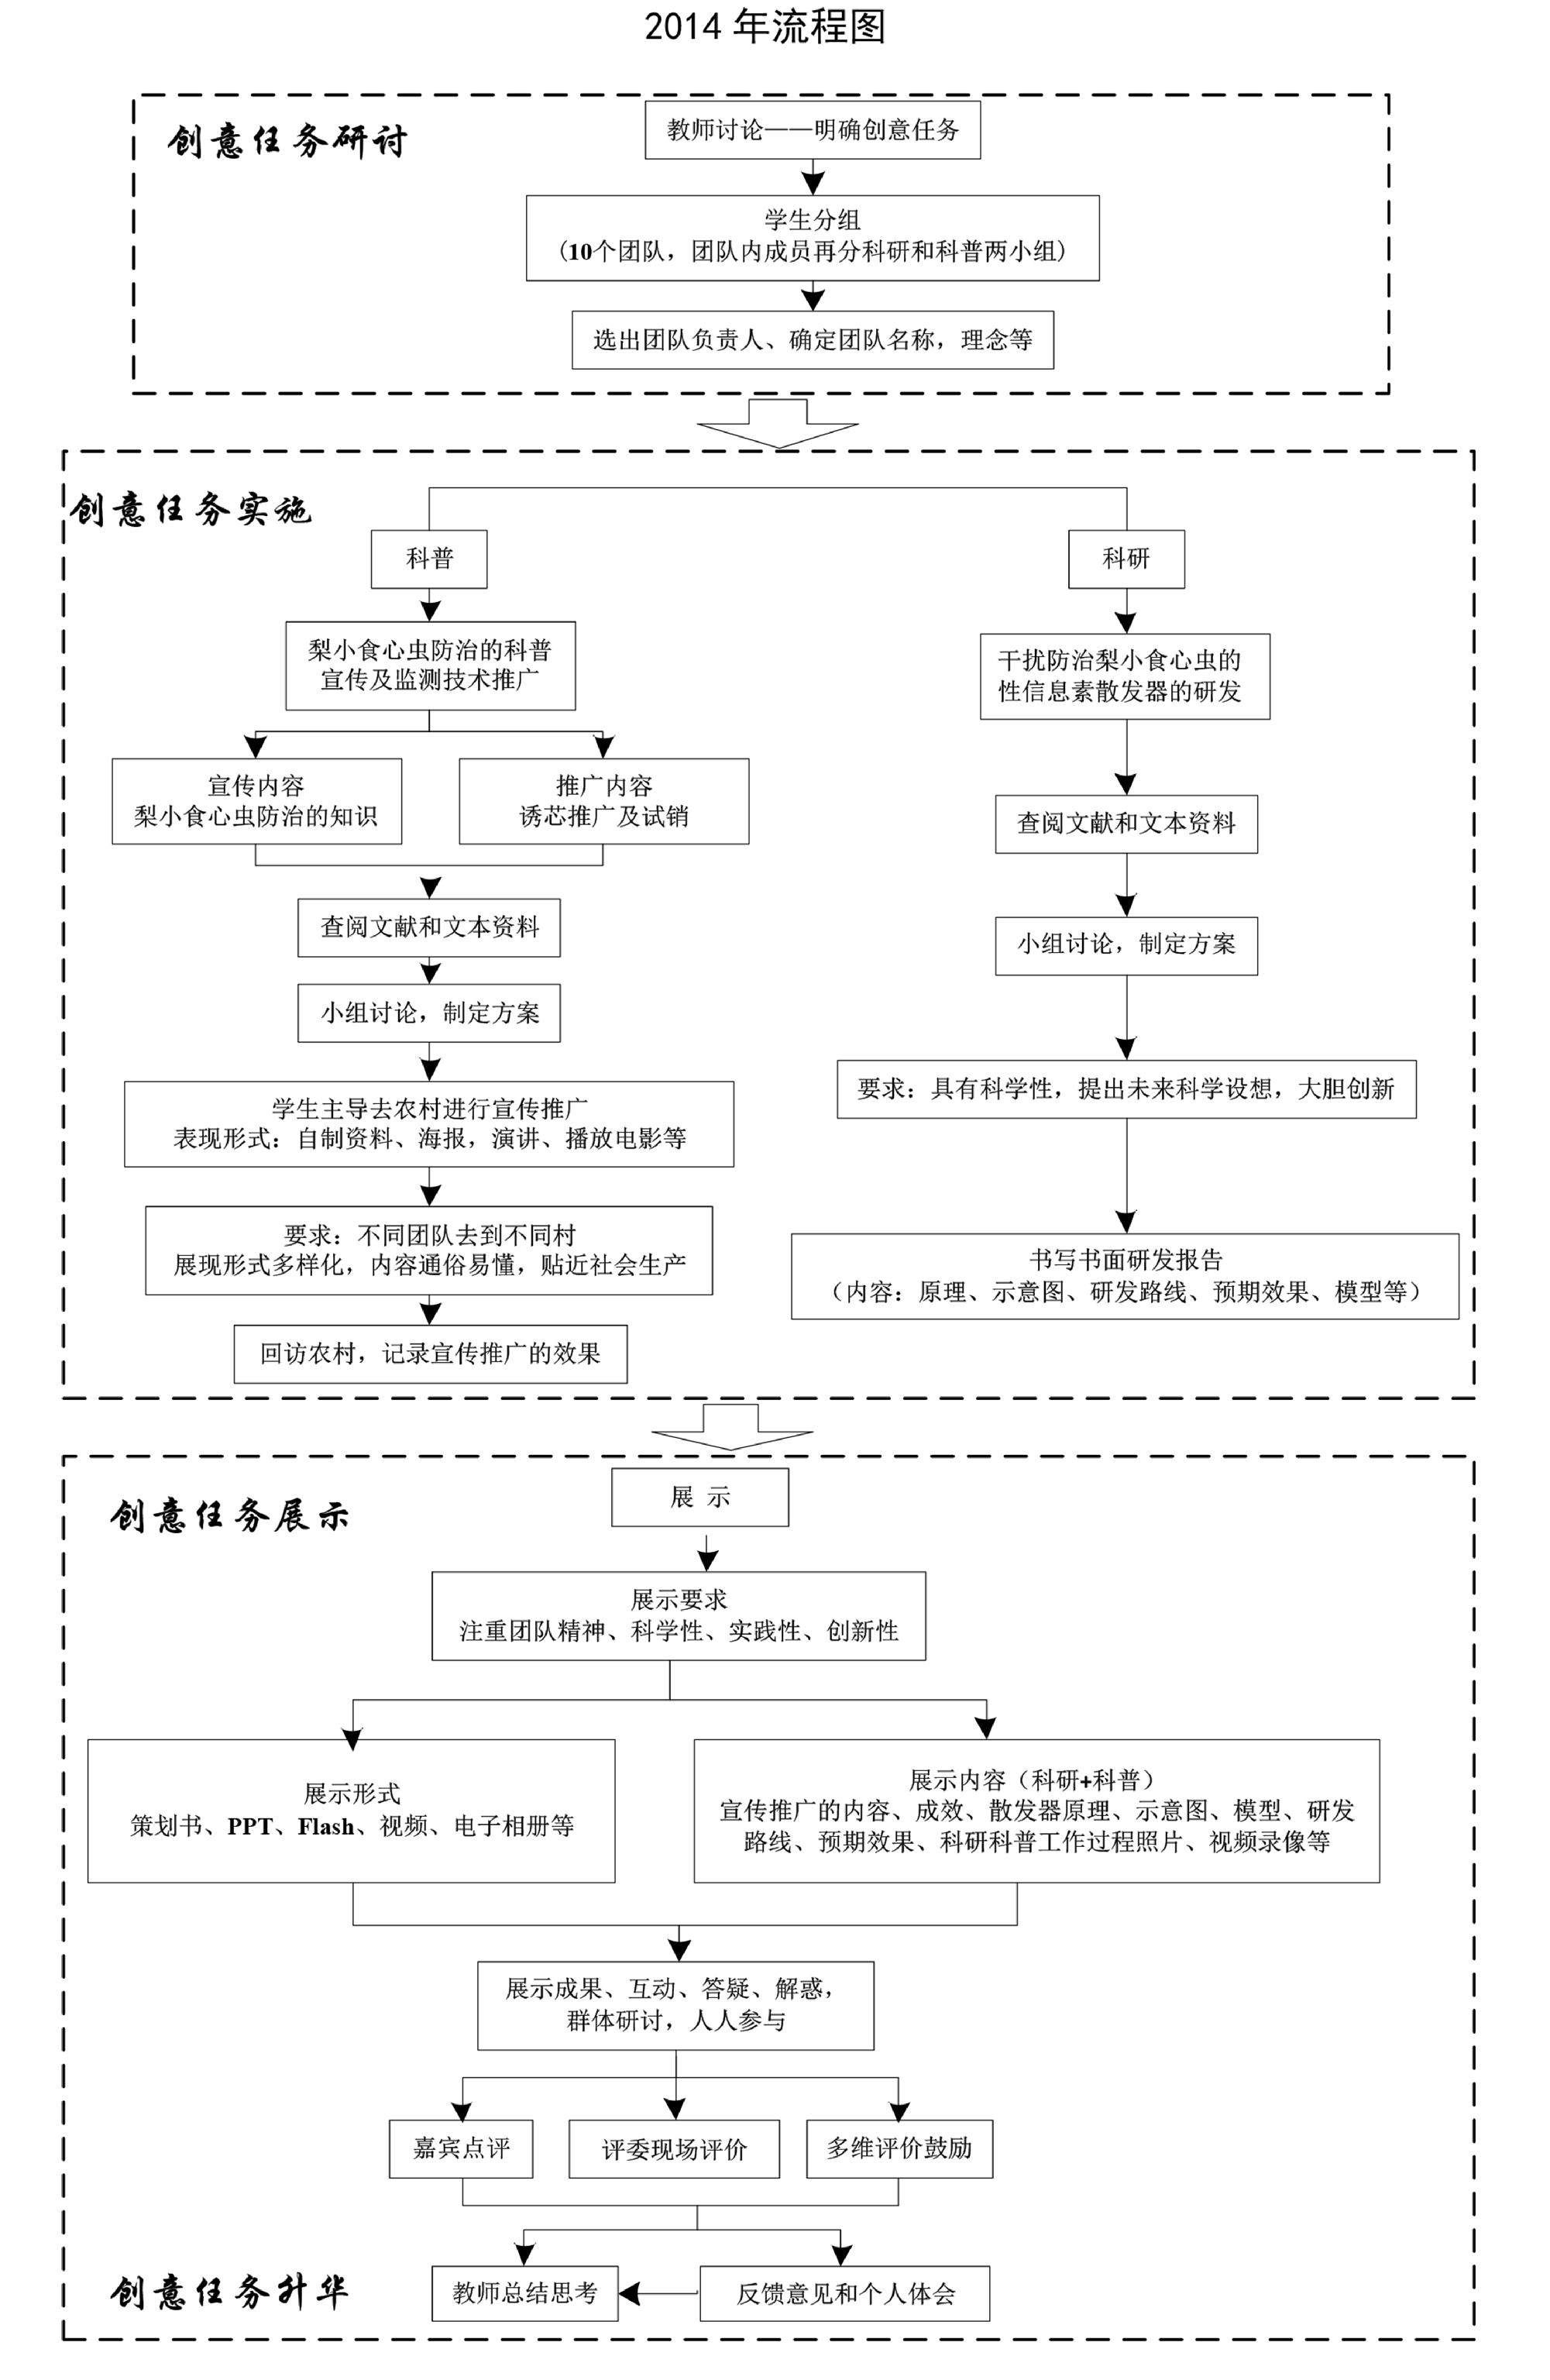 2014 年流程图
创意任务研讨
教师讨论——明确创意任务
学生分组
（10个团队，团队内成员再分科研和科普两小组）
选出团队负责人、确定团队名称，理念等
创意任务实施
科普
梨小食心虫防治的科普
宣传及监测技术推广
宣传内容
梨小食心虫防治的知识
推广内容
诱芯推广及试销
查阅文献和文本资料
小组讨论，制定方案
学生主导去农村进行宣传推广
表现形式：自制资料、海报，演讲、播放电影等
要求：不同团队去到不同村
展现形式多样化，内容通俗易懂，贴近社会生产
回访农村，记录宣传推广的效果
科研
干扰防治梨小食心虫的
性信息素散发器的研发
查阅文献和文本资料
小组讨论，制定方案
要求：具有科学性，提出未来科学设想，大胆创新
书写书面研发报告
（内容：原理、示意图、研发路线、预期效果、模型等）
创意任务展示
展 示
展示要求
注重团队精神、科学性、实践性、创新性
展示形式
策划书、PPT、Flash、视频、电子相册等
展示内容（科研+科普）
宣传推广的内容、成效、散发器原理、示意图、模型、研发
路线、预期效果、科研科普工作过程照片、视频录像等
展示成果、互动、答疑、解惑，
群体研讨，人人参与
嘉宾点评
评委现场评价
多维评价鼓励
创意任务升华
教师总结思考
反馈意见和个人体会